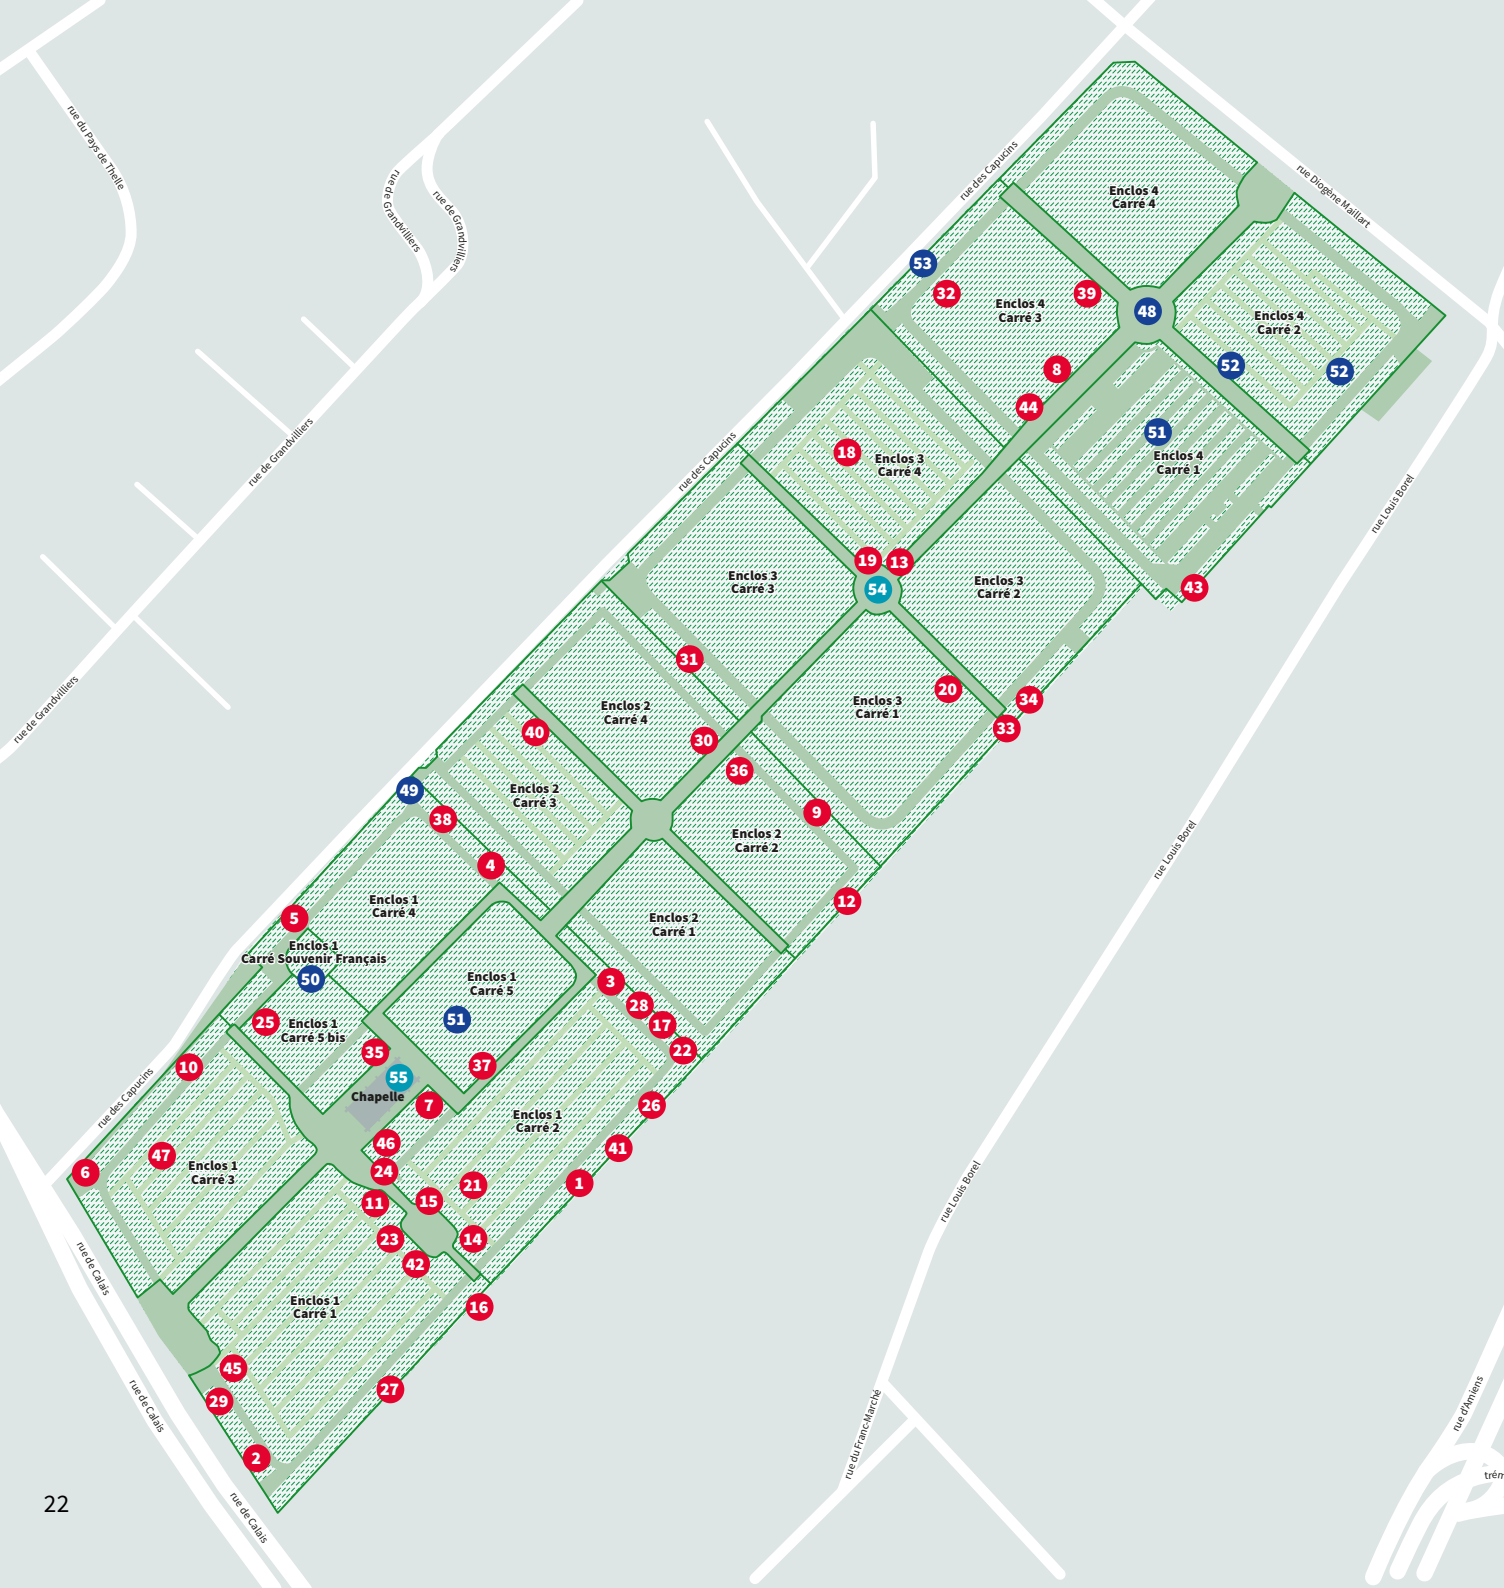 rue du Pays de Thelle
rue de Grandvilliers
rue de Grandvilliers
rue des Capucins
rue Diogène Maillart
Enclos 4
Carré 4
53
32
39
48
Enclos 4
Carré 3
Enclos 4
Carré 2
8
52
52
44
51
Enclos 4
Carré 1
rue de Grandvilliers
rue des Capucins
18
Enclos 3
Carré 4
rue Louis Borel
19
13
54
43
Enclos 3
Carré 3
Enclos 3
Carré 2
31
20
34
33
Enclos 3
Carré 1
rue de Grandvilliers
Enclos 2
Carré 4
40
30
36
49
Enclos 2
Carré 3
38
9
4
Enclos 2
Carré 2
rue Louis Borel
12
Enclos 1
Carré 4
5
Enclos 2
Carré 1
Enclos 1
Carré Souvenir Français
50
Enclos 1
Carré 5
3
28
51
25
Enclos 1
Carré 5 bis
17
35
22
10
37
55
Chapelle
7
26
rue des Capucins
Enclos 1
Carré 2
46
41
47
6
Enclos 1
Carré 3
24
21
1
11
15
rue Louis Borel
23
14
42
rue de Calais
Enclos 1
Carré 1
16
45
27
29
rue de Calais
2
rue du Franc-Marché
rue d'Amiens
trém
22
rue de Calais